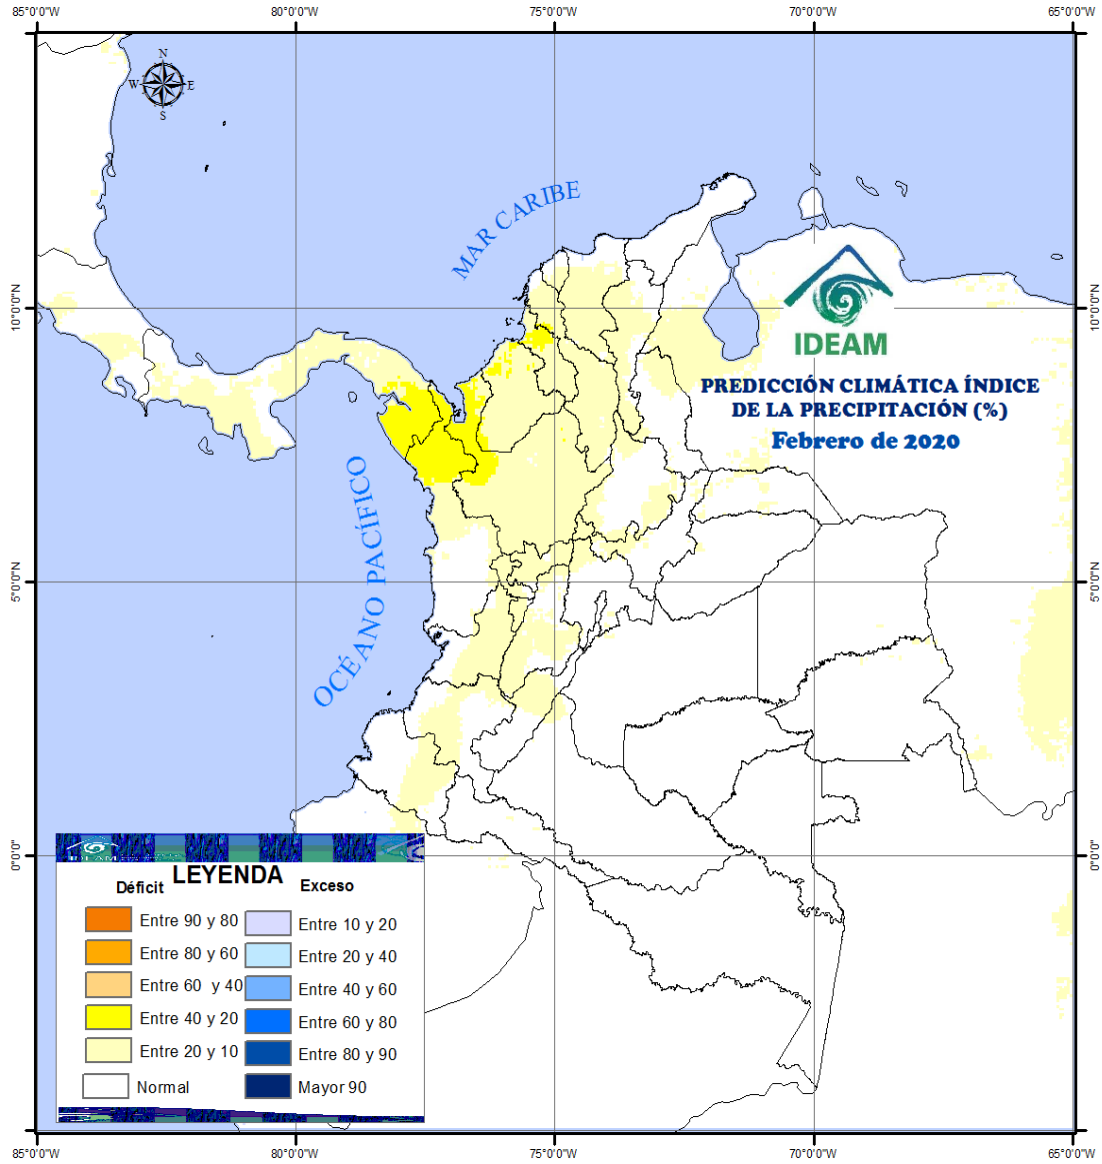 85°0'0"W 80°0'0"W 75°0'0"W 70°0'0"W 65°0'0"W
N
W E
S
MAR CARIBE
10°0'0"N 10°0'0"N
IDEAM
PREDICCIÓN CLIMÁTICA ÍNDICE
DE LA PRECIPITACIÓN (%)
Febrero de 2020
OCÉANO PACÍFICO
5°0'0"N 5°0'0"N
0°0'0" 0°0'0"
IDEAM
LEYENDA
Déficit Exceso
Entre 90 y 80 Entre 10 y 20
Entre 80 y 60 Entre 20 y 40
Entre 60 y 40 Entre 40 y 60
Entre 40 y 20 Entre 60 y 80
Entre 20 y 10 Entre 80 y 90
Normal Mayor 90
85°0'0"W 80°0'0"W 75°0'0"W 70°0'0"W 65°0'0"W